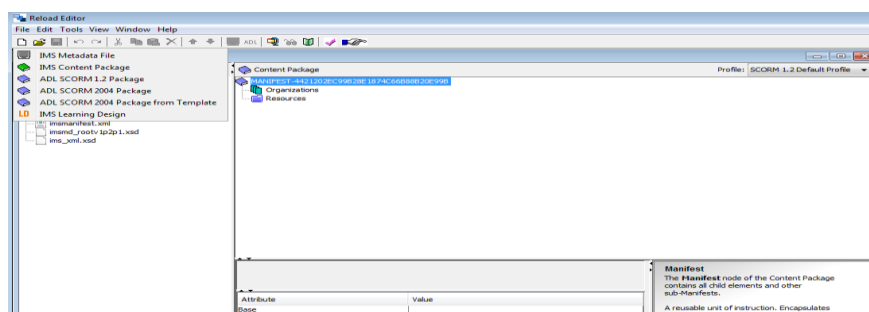 Reload Editor
File Edit Tools View Window Help
ADL
IMS Metadata File
IMS Content Package
ADL SCORM 1.2 Package
ADL SCORM 2004 Package
ADL SCORM 2004 Package from Template
LD IMS Learning Design
imsmanifest.xml
imsmd_rootv1p2p1.xsd
ims_xml.xsd
Content Package
Profile: SCORM 1.2 Default Profile
Organizations
Resources
Attribute Value
Base
Manifest
The Manifest node of the Content Package
contains all child elements and other
sub-Manifests.
A reusable unit of instruction. Encapsulates